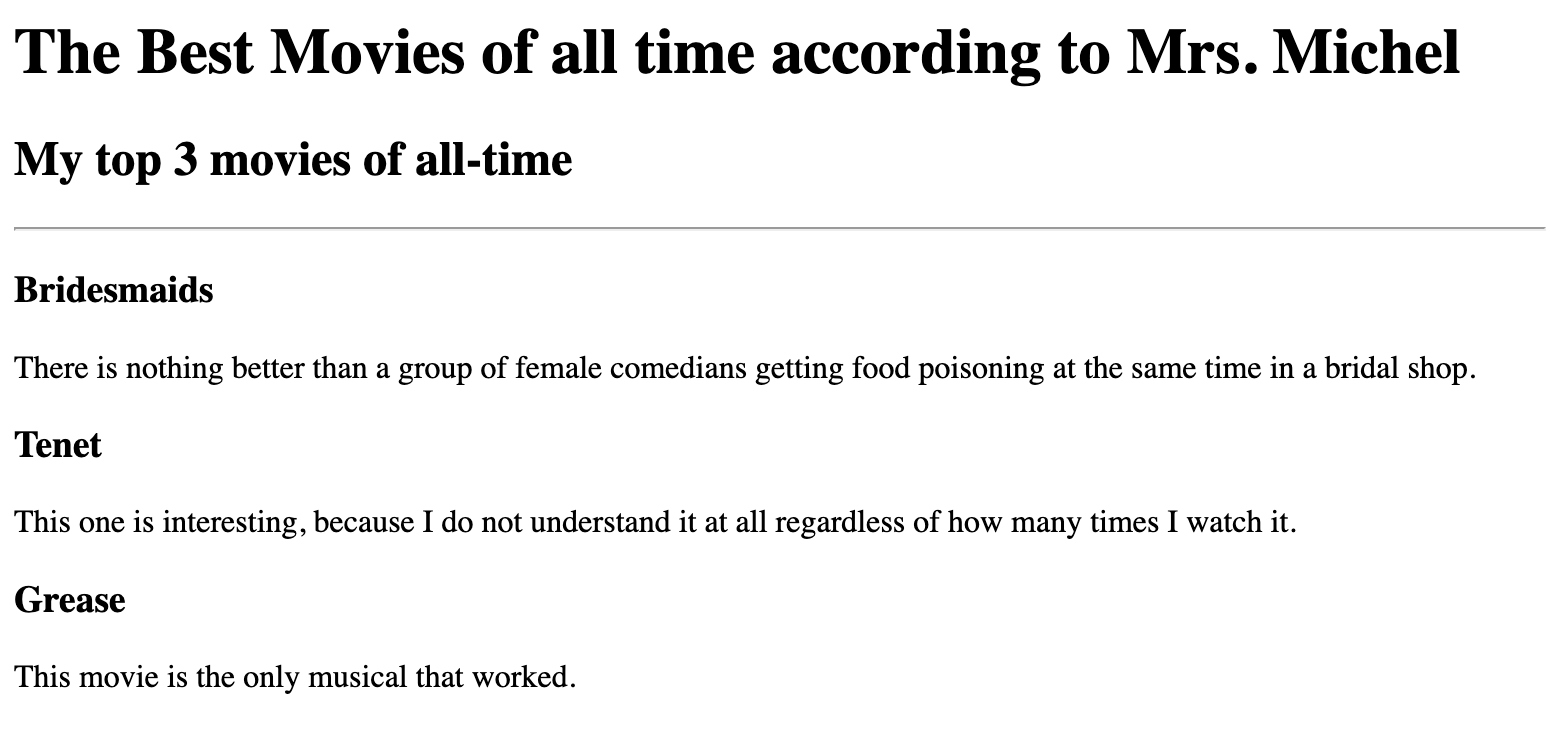 The Best Movies of all time according to Mrs. Michel
My top 3 movies of all-time
Bridesmaids
There is nothing better than a group of female comedians getting food poisoning at the same time in a bridal shop.
Tenet
This one is interesting, because I do not understand it at all regardless of how many times I watch it.
Grease
This movie is the only musical that worked.